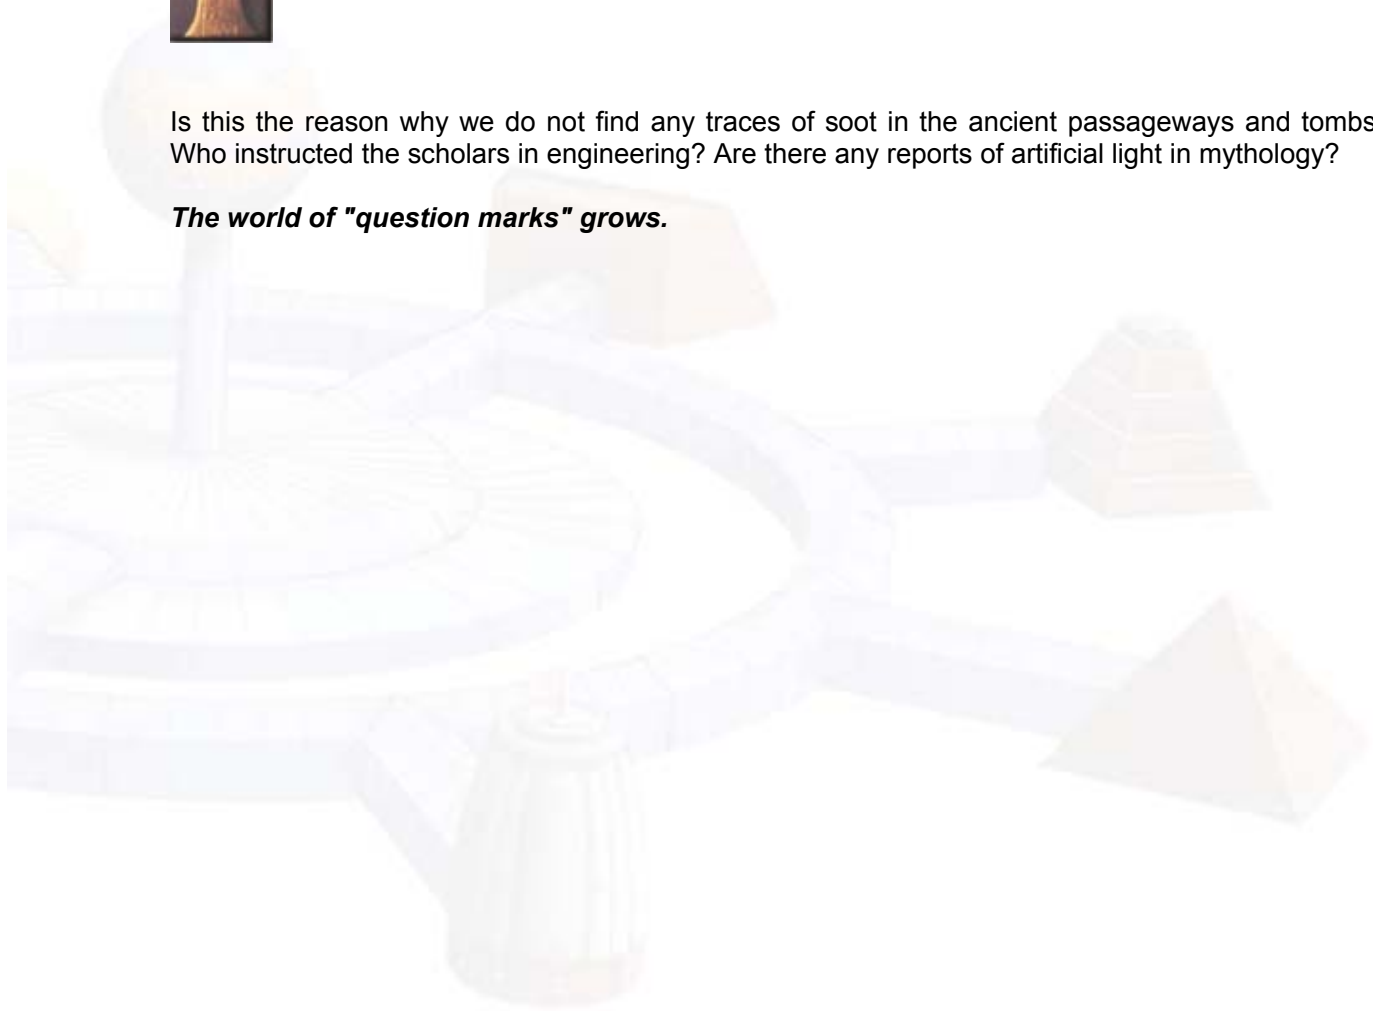 Is this the reason why we do not find any traces of soot in the ancient passageways and tombs
Who instructed the scholars in engineering? Are there any reports of artificial light in mythology?
The world of "question marks" grows.